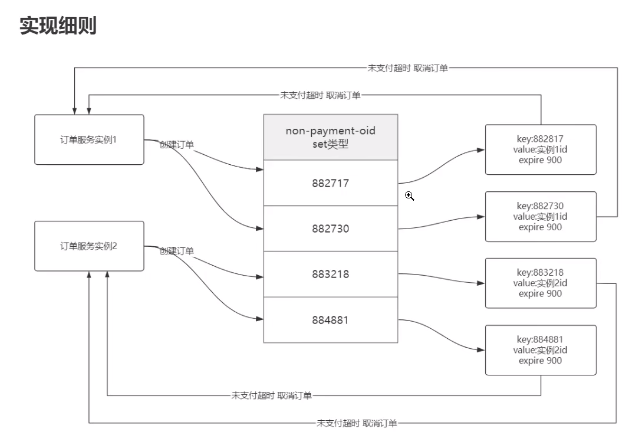 实现细则
未支付超时 取消订单
未支付超时 取消订单
订单服务实例1
创建订单
non-payment-oid
set类型
882717
882730
883218
884881
key:882817
value:实例1id
expire 900
key:882730
value:实例1id
expire 900
订单服务实例2
创建订单
key:883218
value:实例2id
expire 900
key:884881
value:实例2id
expire 900
未支付超时 取消订单
未支付超时 取消订单